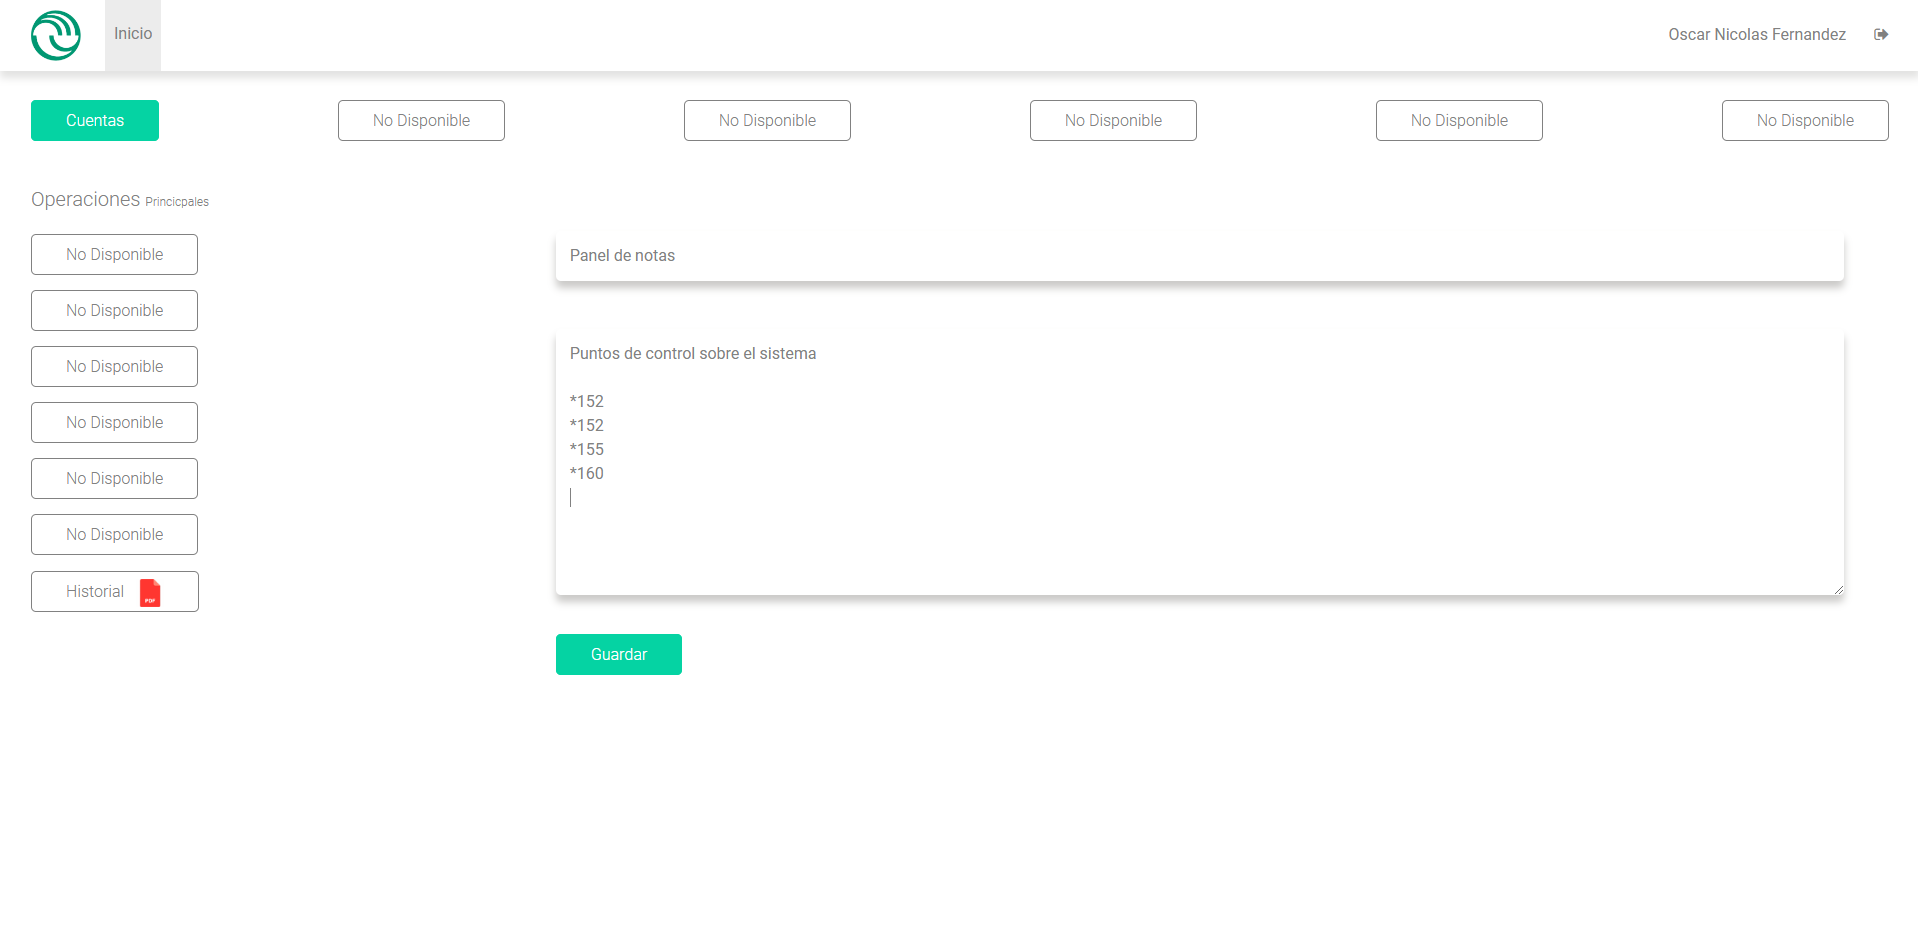 Inicio
Oscar Nicolas Fernandez
Cuentas
No Disponible
No Disponible
No Disponible
No Disponible
No Disponible
Operaciones Princicpales
No Disponible
No Disponible
No Disponible
No Disponible
No Disponible
No Disponible
Historial
PDF
Panel de notas
Puntos de control sobre el sistema
*152
*152
*155
*160
Guardar